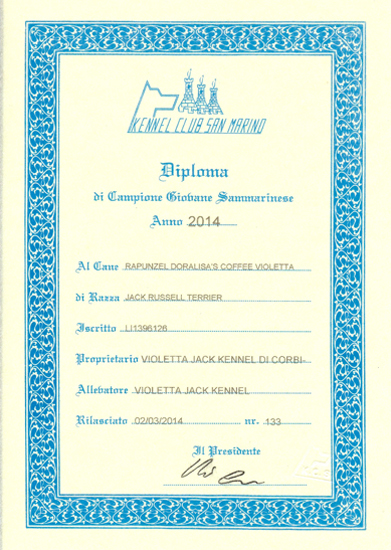 KENNEL CLUB SAN MARINO
Diploma
di Campione Giovane Sammarinese
Anno 2014
Al Cane RAPUNZEL DORALISA'S COFFEE VIOLETTA
di Razza JACK RUSSELL TERRIER
Iscritto LI1396126
Proprietario VIOLETTA JACK KENNEL DI CORBI-
Allevatore VIOLETTA JACK KENNEL
Rilasciato 02/03/2014 nr. 133
Il Presidente